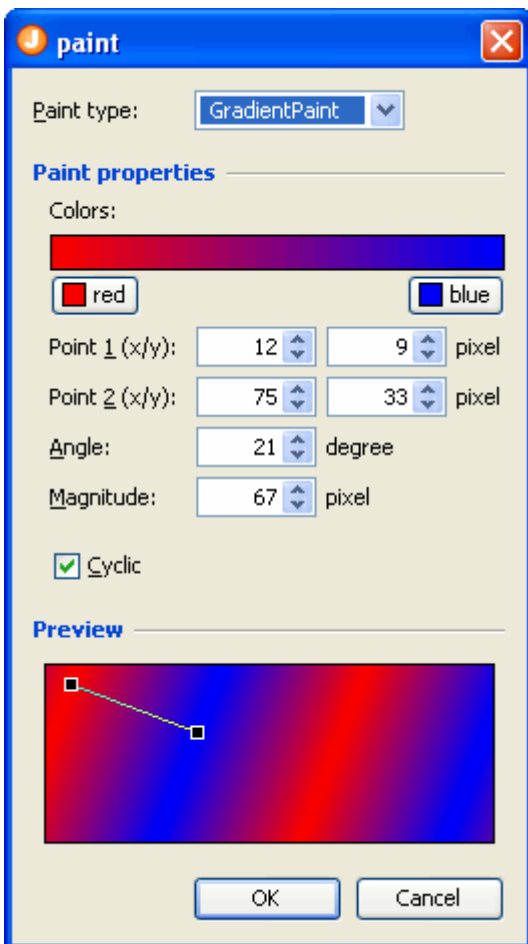 paint
Paint type: GradientPaint
Paint properties
Colors:
red blue
Point 1 (x/y): 12 9 pixel
Point 2 (x/y): 75 33 pixel
Angle: 21 degree
Magnitude: 67 pixel
Cyclic
Preview
OK Cancel